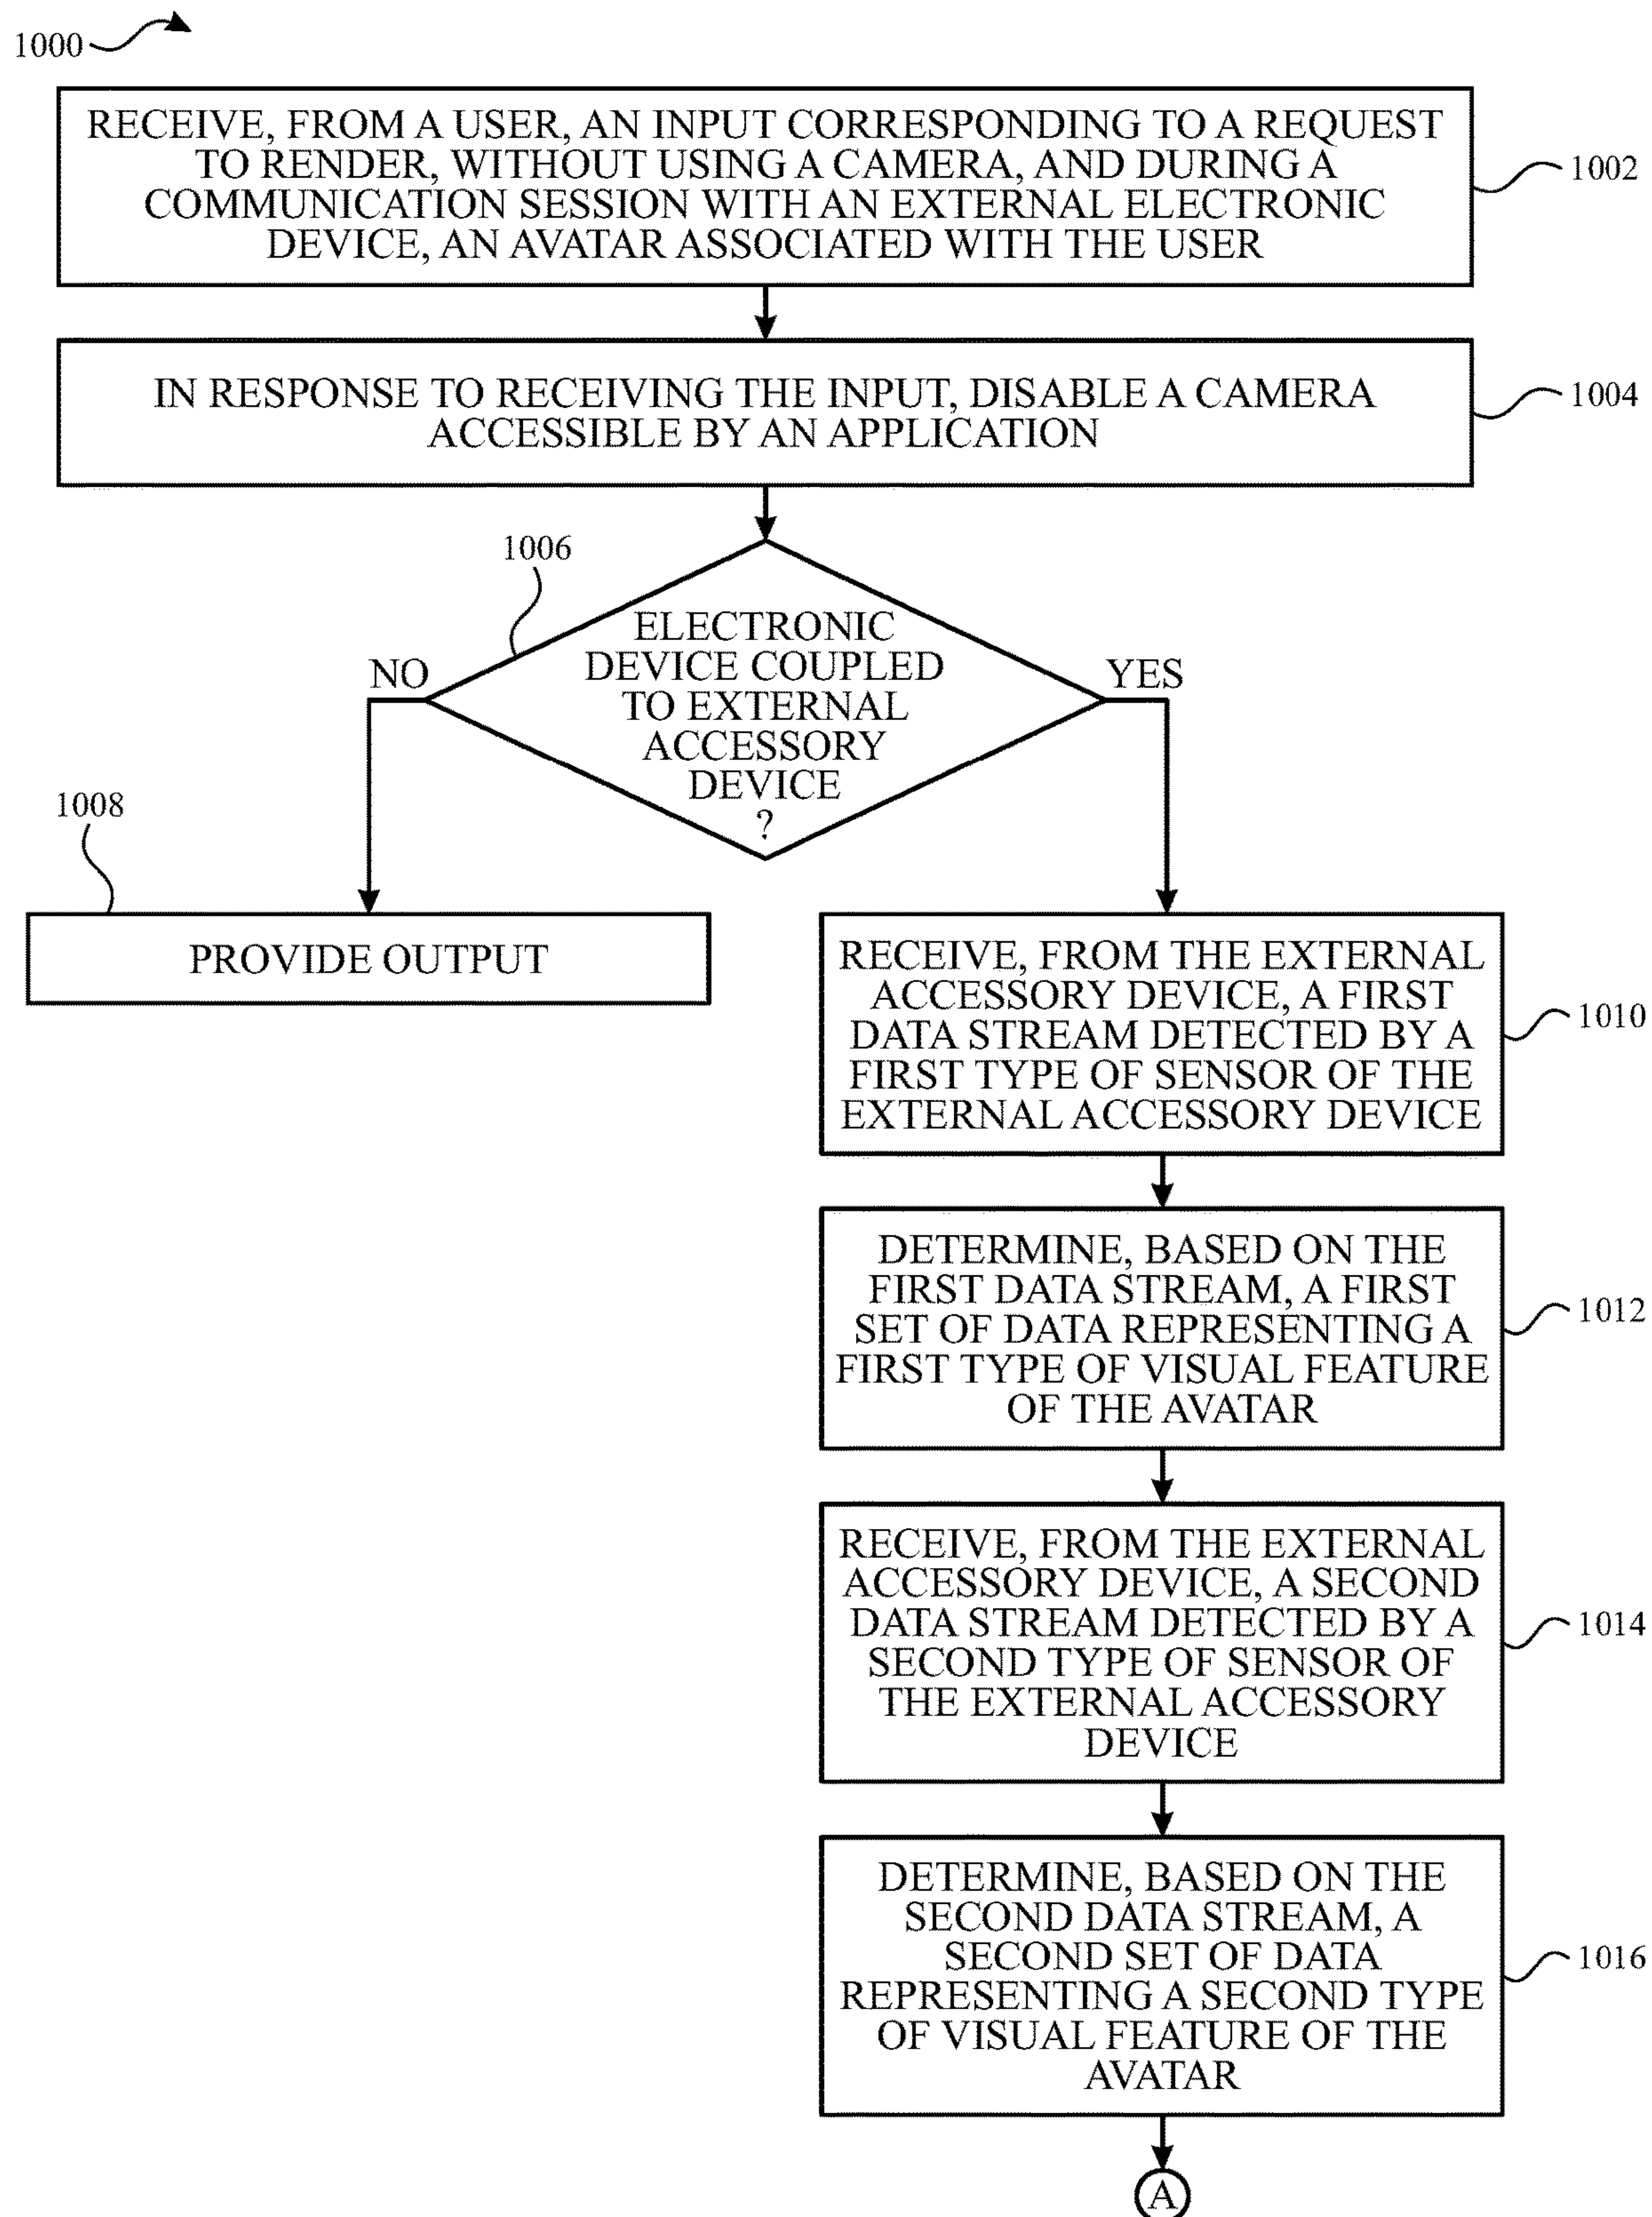 1000
RECEIVE, FROM A USER, AN INPUT CORRESPONDING TO A REQUEST
TO RENDER, WITHOUT USING A CAMERA, AND DURING A
COMMUNICATION SESSION WITH AN EXTERNAL ELECTRONIC
DEVICE, AN AVATAR ASSOCIATED WITH THE USER
1002
IN RESPONSE TO RECEIVING THE INPUT, DISABLE A CAMERA
ACCESSIBLE BY AN APPLICATION
1004
1006
ELECTRONIC
DEVICE COUPLED
TO EXTERNAL
ACCESSORY
DEVICE
?
NO
YES
1008
PROVIDE OUTPUT
RECEIVE, FROM THE EXTERNAL
ACCESSORY DEVICE, A FIRST
DATA STREAM DETECTED BY A
FIRST TYPE OF SENSOR OF THE
EXTERNAL ACCESSORY DEVICE
1010
DETERMINE, BASED ON THE
FIRST DATA STREAM, A FIRST
SET OF DATA REPRESENTING A
FIRST TYPE OF VISUAL FEATURE
OF THE AVATAR
1012
RECEIVE, FROM THE EXTERNAL
ACCESSORY DEVICE, A SECOND
DATA STREAM DETECTED BY A
SECOND TYPE OF SENSOR OF
THE EXTERNAL ACCESSORY
DEVICE
1014
DETERMINE, BASED ON THE
SECOND DATA STREAM, A
SECOND SET OF DATA
REPRESENTING A SECOND TYPE
OF VISUAL FEATURE OF THE
AVATAR
1016
A